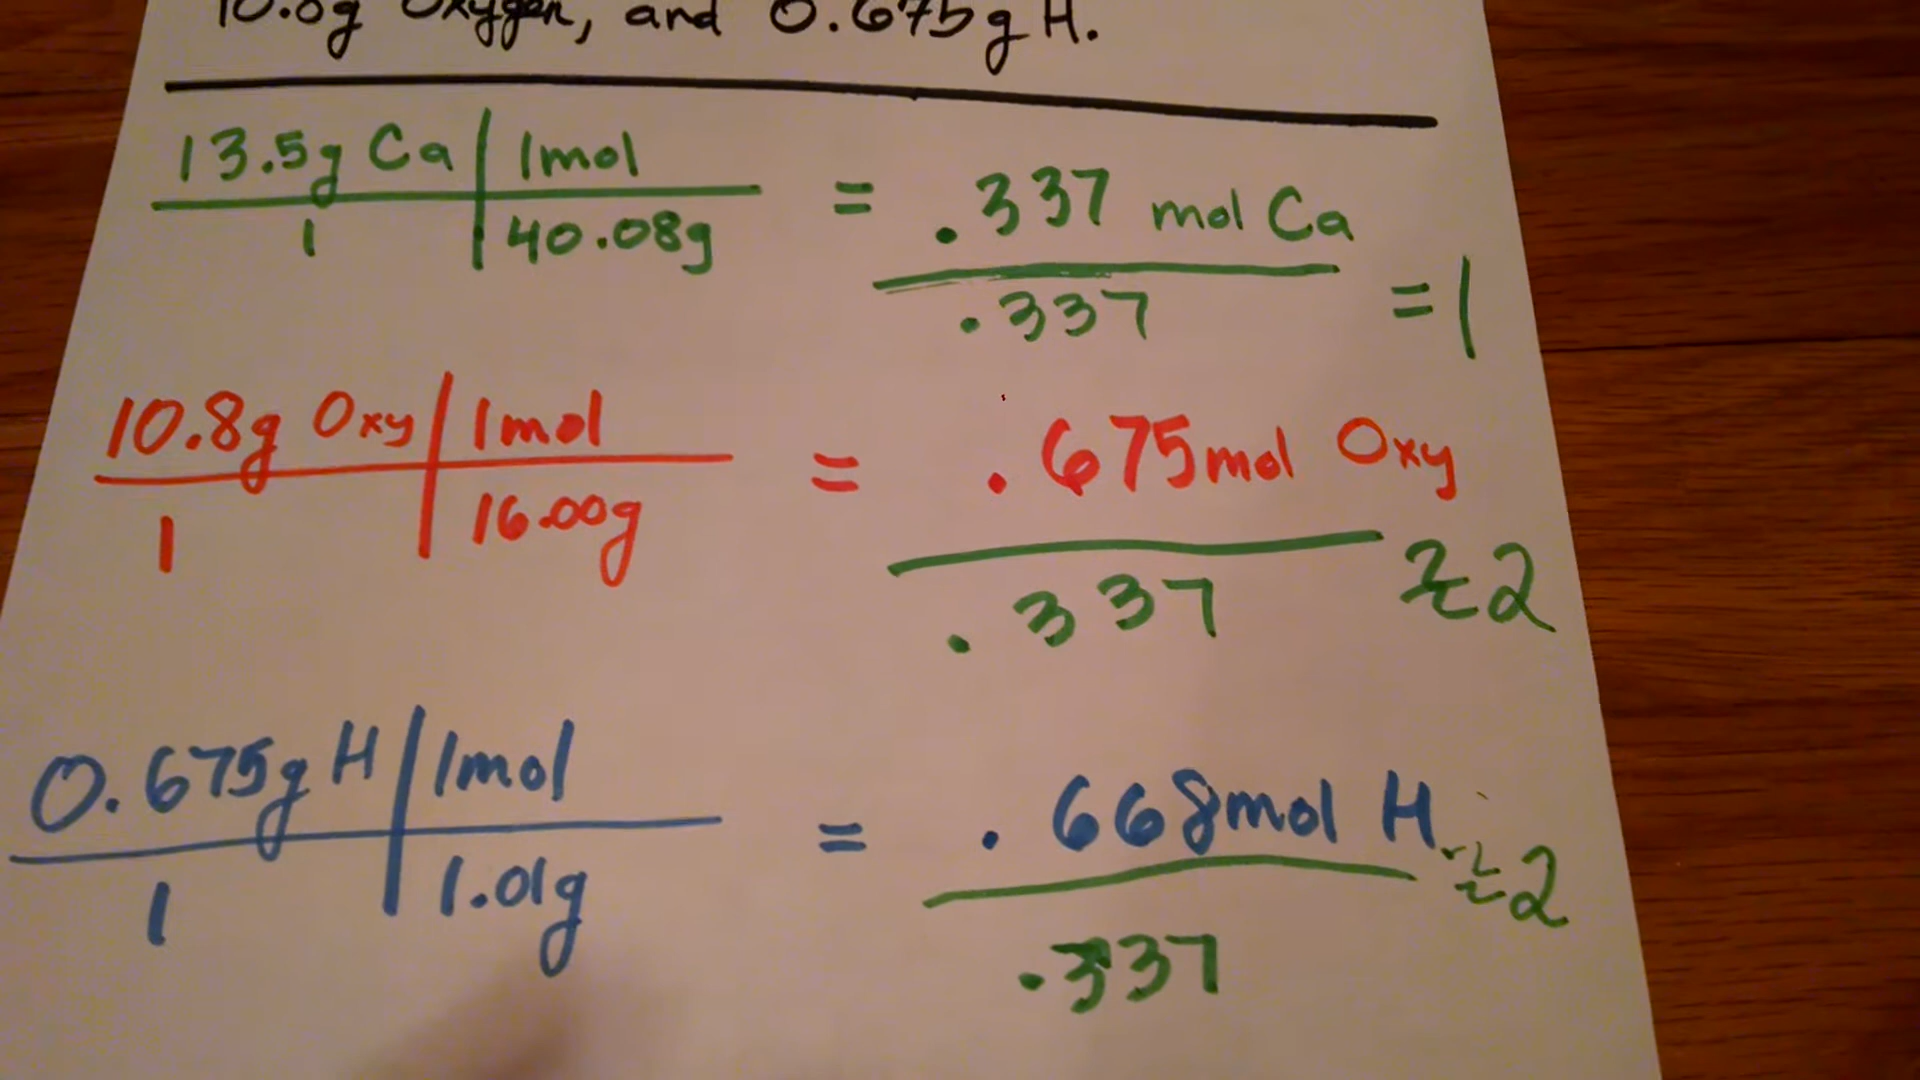 10.8g Oxygen, and 0.675g H.
13.5g Ca 1mol
1 40.08g
= .337 mol Ca
.337
=1
10.8g Oxy 1mol
1 16.00g
= .675mol Oxy
.337
≈2
0.675g H 1mol
1 1.01g
= .668mol H
.337
≈2